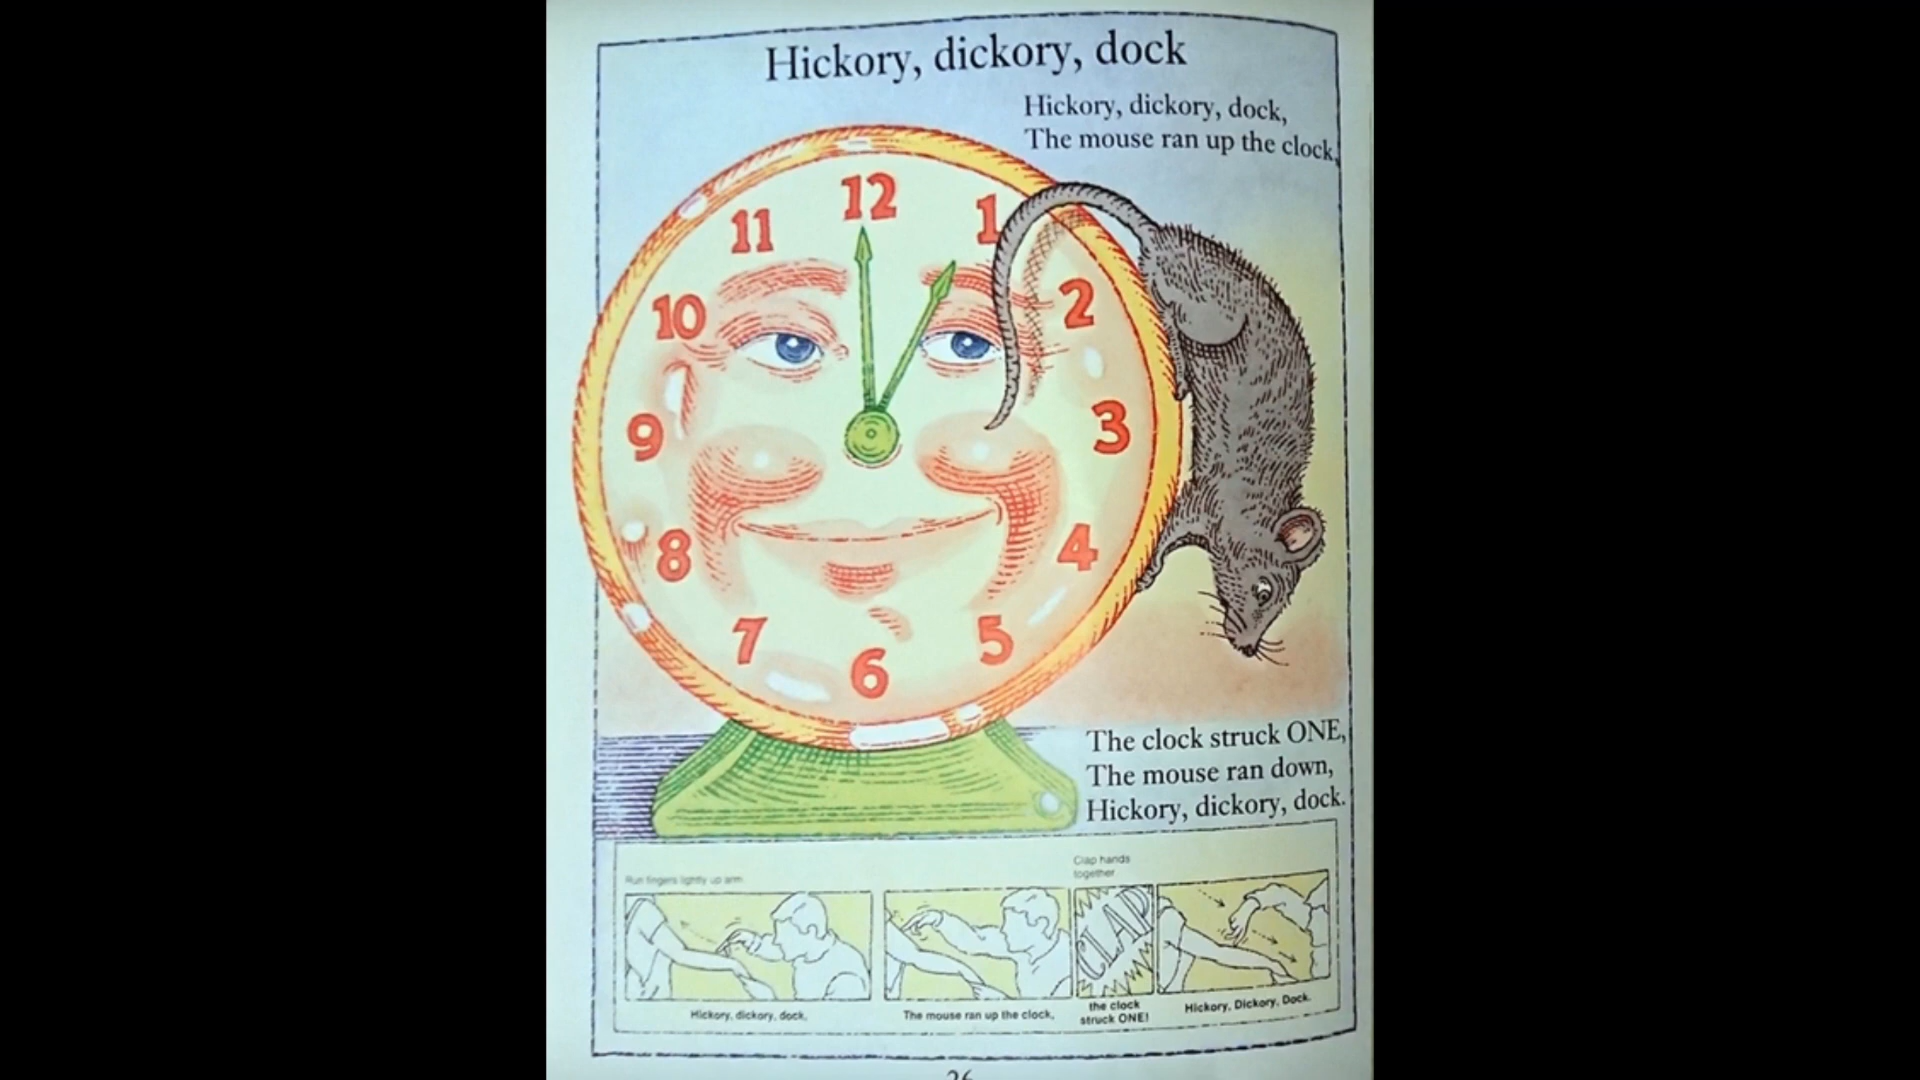 Hickory, dickory, dock
Hickory, dickory, dock,
The mouse ran up the clock,
12
11
1
10
2
9
3
8
4
7
5
6
The clock struck ONE,
The mouse ran down,
Hickory, dickory, dock.
Run fingers lightly up arm
Clap hands
together
CLAP
Hickory, dickory, dock,
The mouse ran up the clock,
the clock
struck ONE!
Hickory, Dickory, Dock.